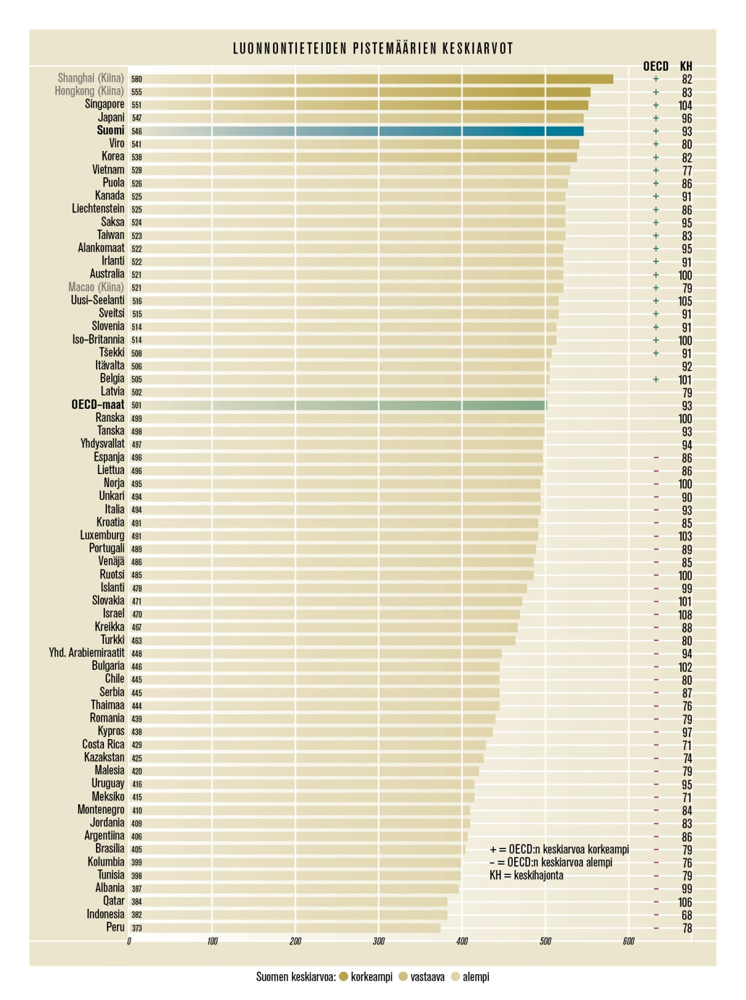 LUONNONTIETEIDEN PISTEMÄÄRIEN KESKIARVOT
OECD KH
Shanghai (Kiina) 580 + 82
Hongkong (Kiina) 555 + 83
Singapore 551 + 104
Japani 547 + 96
Suomi 546 + 93
Viro 541 + 80
Korea 538 + 82
Vietnam 528 + 77
Puola 526 + 86
Kanada 525 + 91
Liechtenstein 525 + 86
Saksa 524 + 95
Taiwan 523 + 83
Alankomaat 522 + 95
Irlanti 522 + 91
Australia 521 + 100
Macao (Kiina) 521 + 79
Uusi–Seelanti 516 + 105
Sveitsi 515 + 91
Slovenia 514 + 91
Iso–Britannia 514 + 100
Tšekki 508 + 91
Itävalta 506 92
Belgia 505 + 101
Latvia 502 79
OECD–maat 501 93
Ranska 499 100
Tanska 498 93
Yhdysvallat 497 94
Espanja 496 – 86
Liettua 496 – 86
Norja 495 – 100
Unkari 494 – 90
Italia 494 – 93
Kroatia 491 – 85
Luxemburg 491 – 103
Portugali 489 – 89
Venäjä 486 – 85
Ruotsi 485 – 100
Islanti 478 – 99
Slovakia 471 – 101
Israel 470 – 108
Kreikka 467 – 88
Turkki 463 – 80
Yhd. Arabiemiraatit 448 – 94
Bulgaria 446 – 102
Chile 445 – 80
Serbia 445 – 87
Thaimaa 444 – 76
Romania 439 – 79
Kypros 438 – 97
Costa Rica 429 – 71
Kazakstan 425 – 74
Malesia 420 – 79
Uruguay 416 – 95
Meksiko 415 – 71
Montenegro 410 – 84
Jordania 409 – 83
Argentiina 406 – 86
Brasilia 405 + = OECD:n keskiarvoa korkeampi – 79
Kolumbia 399 – = OECD:n keskiarvoa alempi – 76
Tunisia 398 KH = keskihajonta – 79
Albania 397 – 99
Qatar 384 – 106
Indonesia 382 – 68
Peru 373 – 78
0 100 200 300 400 500 600
Suomen keskiarvoa: korkeampi vastaava alempi